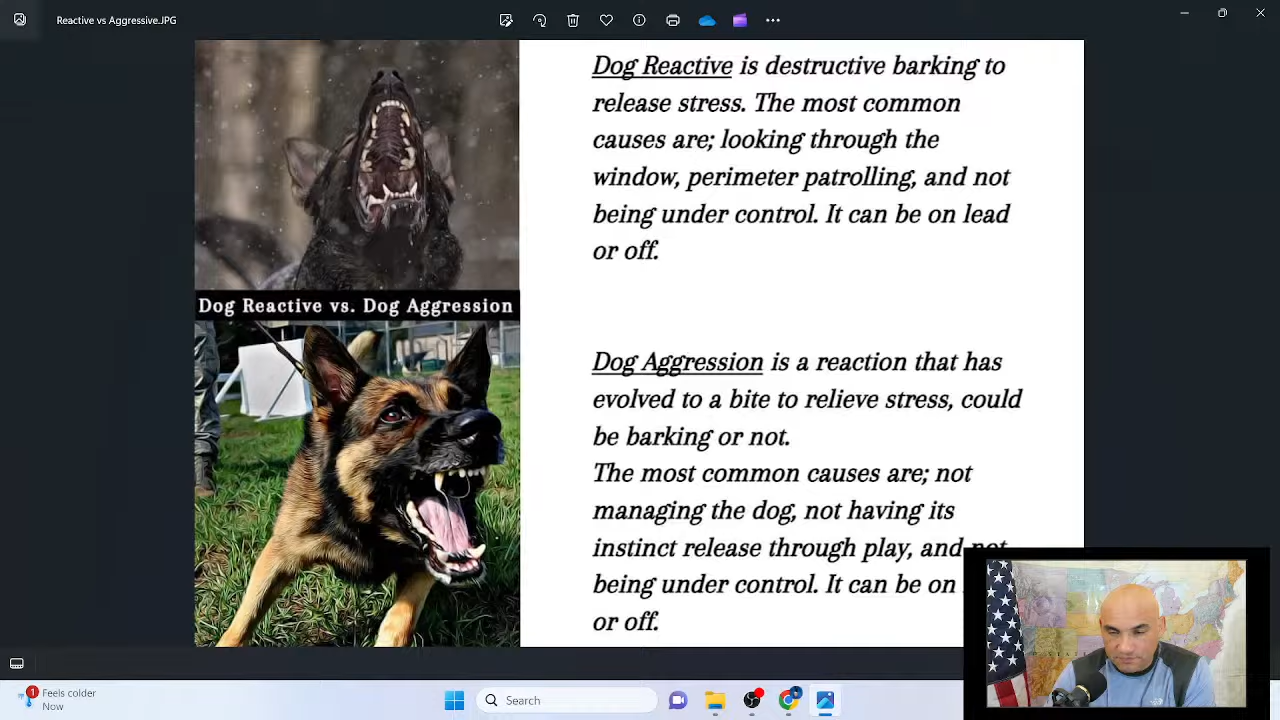 Reactive vs Aggressive.JPG
Dog Reactive is destructive barking to
release stress. The most common
causes are; looking through the
window, perimeter patrolling, and not
being under control. It can be on lead
or off.
Dog Reactive vs. Dog Aggression
Dog Aggression is a reaction that has
evolved to a bite to relieve stress, could
be barking or not.
The most common causes are; not
managing the dog, not having its
instinct release through play, and not
being under control. It can be on
or off.
1
Feels colder
Now
Search